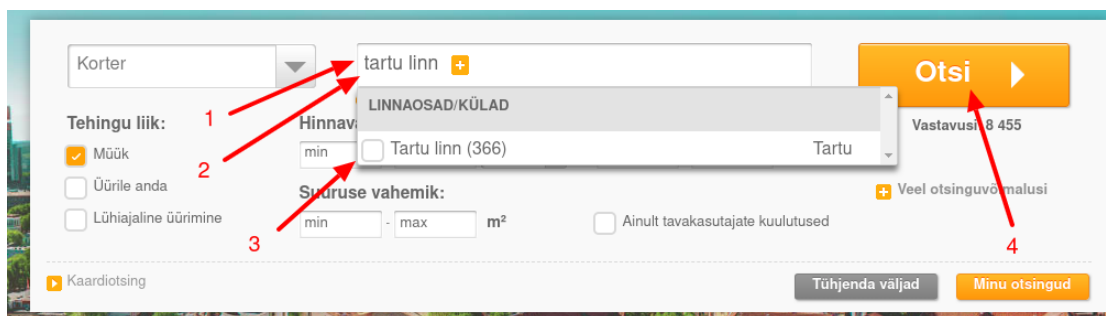 Korter
tartu linn
Otsi
LINNAOSAD/KÜLAD
1
Tehingu liik:
Vastavusi: 8 455
Müük
min
Tartu linn (366)
Tartu
2
Üürile anda
Suuruse vahemik:
Veel otsinguvõimalusi
Lühiajaline üürimine
min
-
max
m²
Ainult tavakasutajate kuulutused
3
4
Kaardiotsing
Tühjenda väljad
Minu otsingud